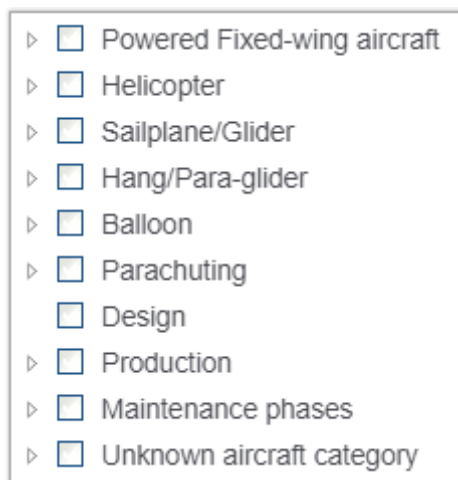 Powered Fixed-wing aircraft
Helicopter
Sailplane/Glider
Hang/Para-glider
Balloon
Parachuting
Design
Production
Maintenance phases
Unknown aircraft category